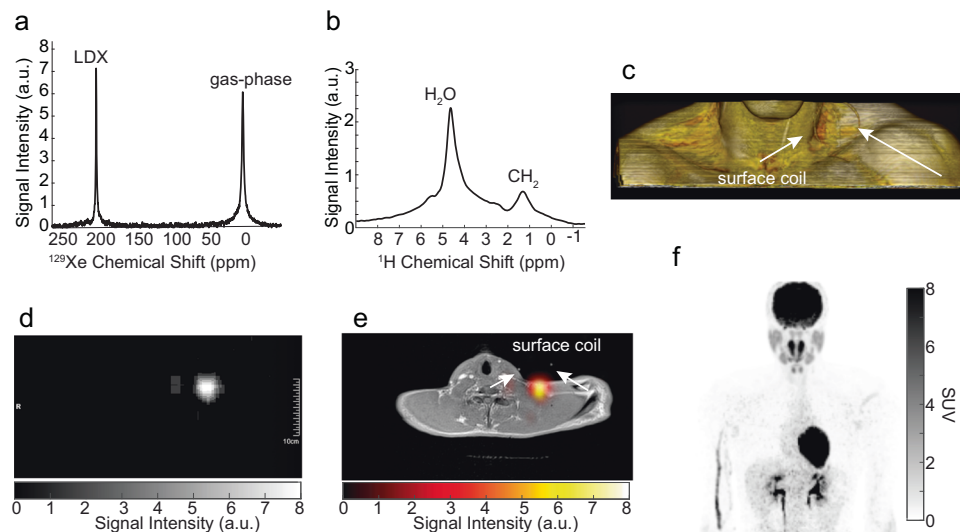 a
8
7
6
5
4
3
2
1
0
Signal Intensity (a.u.)
LDX
gas-phase
250 200 150 100 50 0
129Xe Chemical Shift (ppm)
b
3
2
1
0
Signal Intensity (a.u.)
H2O
CH2
8 7 6 5 4 3 2 1 0 -1
1H Chemical Shift (ppm)
c
surface coil
d
R
10cm
0 1 2 3 4 5 6 7 8
Signal Intensity (a.u.)
e
surface coil
0 1 2 3 4 5 6 7 8
Signal Intensity (a.u.)
f
8
6
4
2
0
SUV